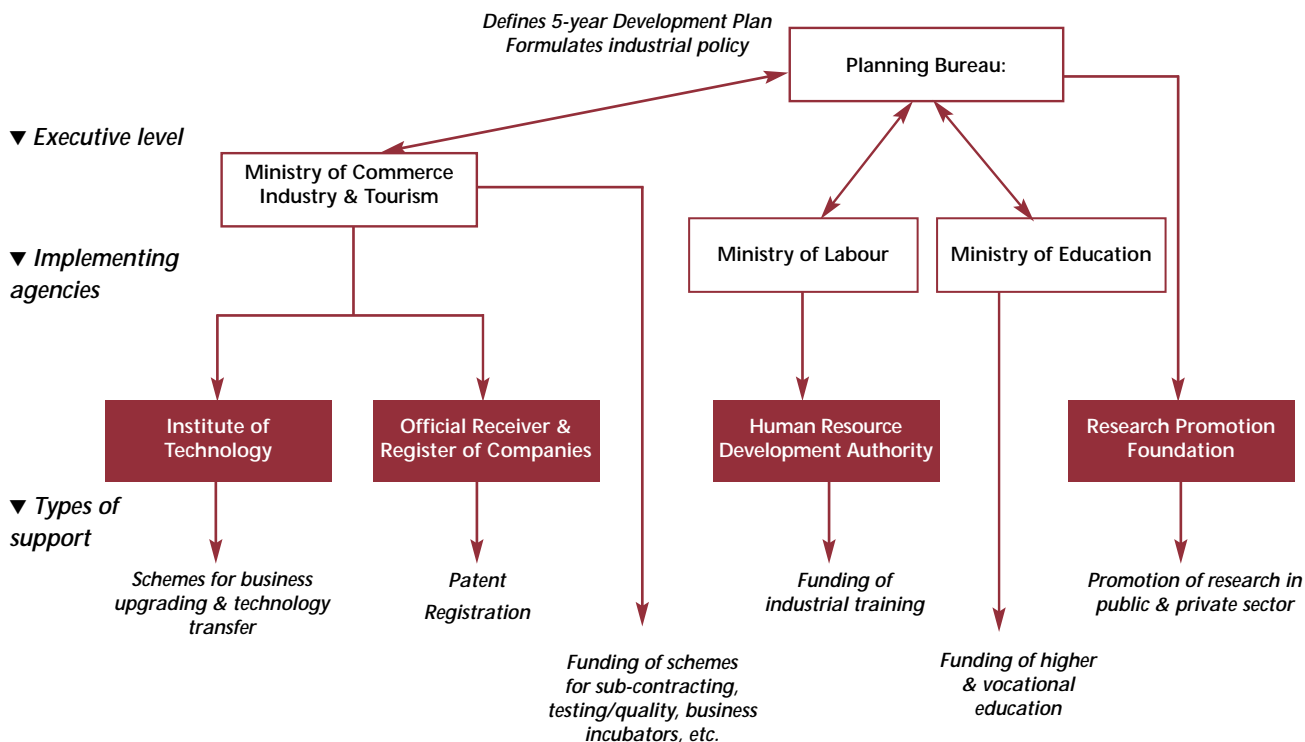 Defines 5-year Development Plan
Formulates industrial policy
Planning Bureau:
▼ Executive level
Ministry of Commerce
Industry & Tourism
Ministry of Labour
Ministry of Education
▼ Implementing
agencies
Institute of
Technology
Official Receiver &
Register of Companies
Human Resource
Development Authority
Research Promotion
Foundation
▼ Types of
support
Schemes for business
upgrading & technology
transfer
Patent
Registration
Funding of
industrial training
Promotion of research in
public & private sector
Funding of schemes
for sub-contracting,
testing/quality, business
incubators, etc.
Funding of higher
& vocational
education